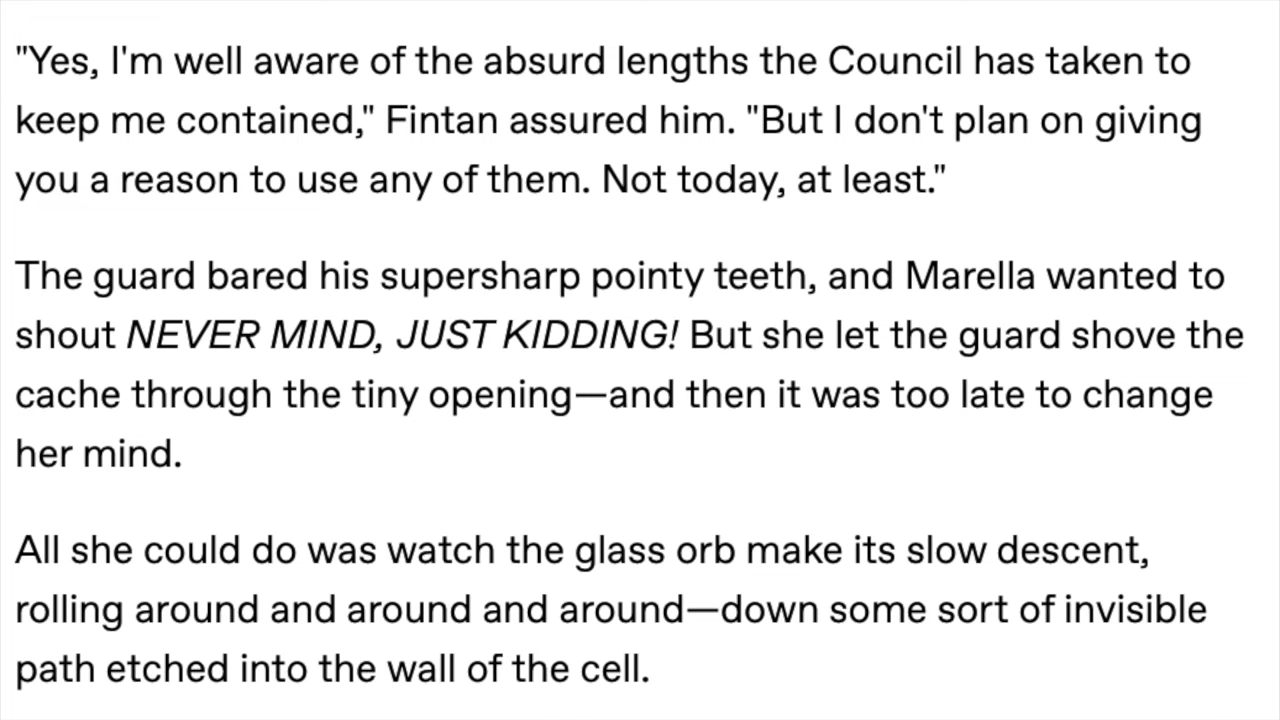 "Yes, I'm well aware of the absurd lengths the Council has taken to
keep me contained," Fintan assured him. "But I don't plan on giving
you a reason to use any of them. Not today, at least."
The guard bared his supersharp pointy teeth, and Marella wanted to
shout NEVER MIND, JUST KIDDING! But she let the guard shove the
cache through the tiny opening—and then it was too late to change
her mind.
All she could do was watch the glass orb make its slow descent,
rolling around and around and around—down some sort of invisible
path etched into the wall of the cell.